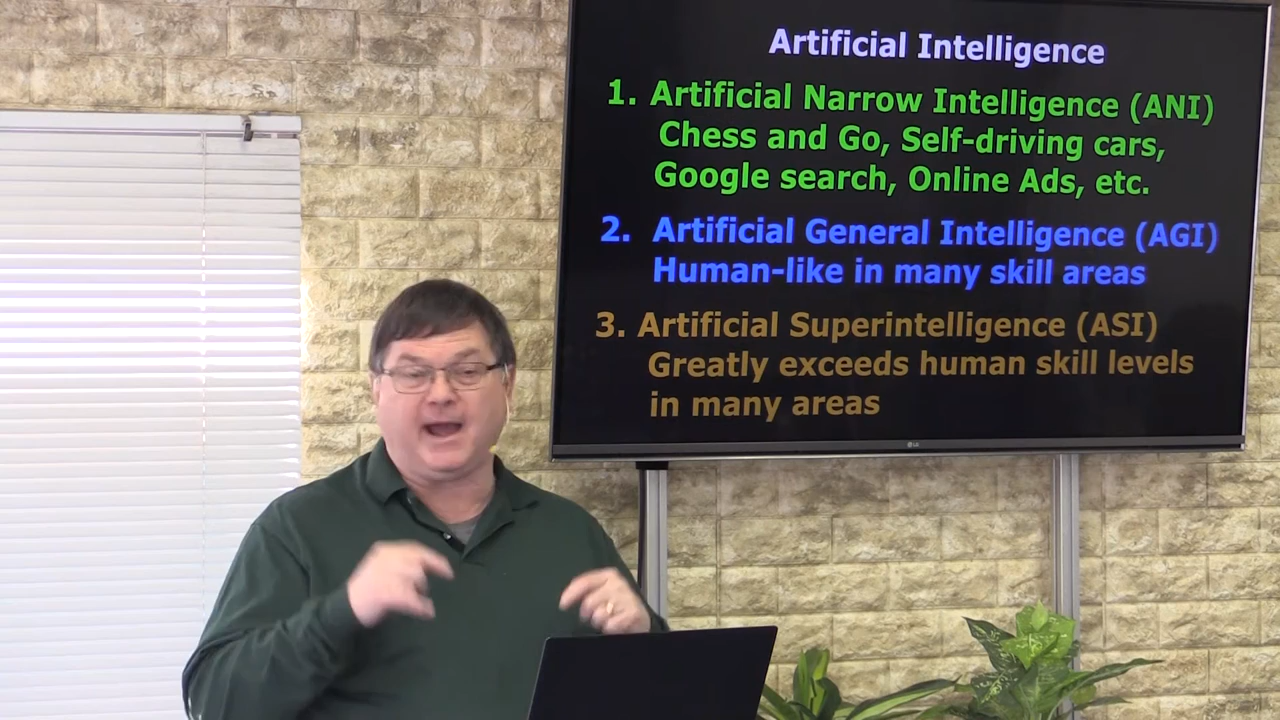 Artificial Intelligence
1. Artificial Narrow Intelligence (ANI)
Chess and Go, Self-driving cars,
Google search, Online Ads, etc.
2. Artificial General Intelligence (AGI)
Human-like in many skill areas
3. Artificial Superintelligence (ASI)
Greatly exceeds human skill levels
in many areas
LG